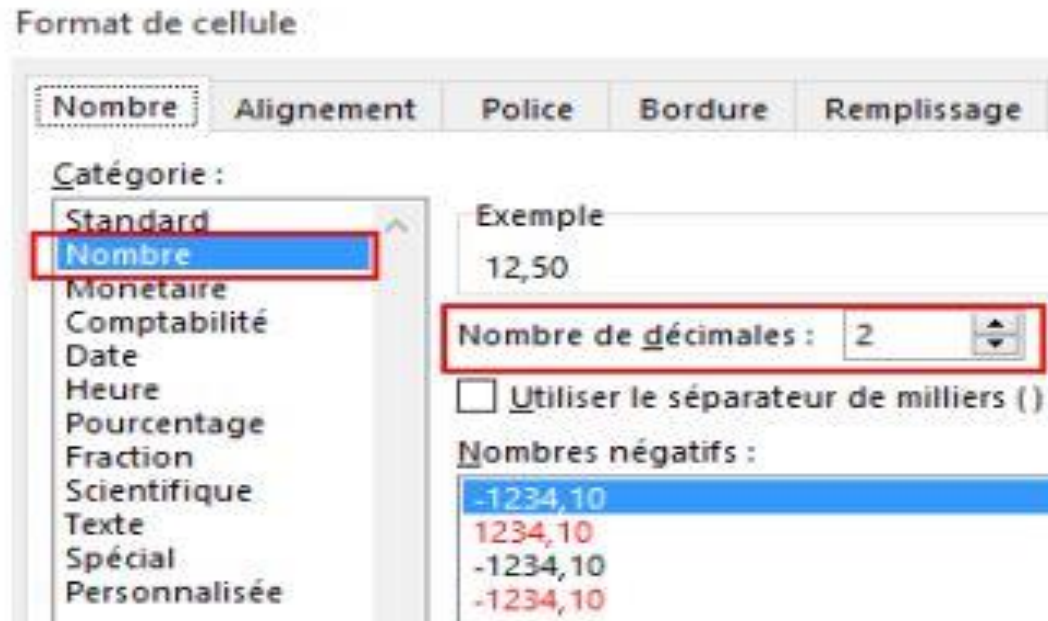 Format de cellule
Nombre Alignement Police Bordure Remplissage
Catégorie :
Standard
Nombre
Monétaire
Comptabilité
Date
Heure
Pourcentage
Fraction
Scientifique
Texte
Spécial
Personnalisée
Exemple
12,50
Nombre de décimales : 2
Utiliser le séparateur de milliers ( )
Nombres négatifs :
-1234,10
1234,10
-1234,10
-1234,10